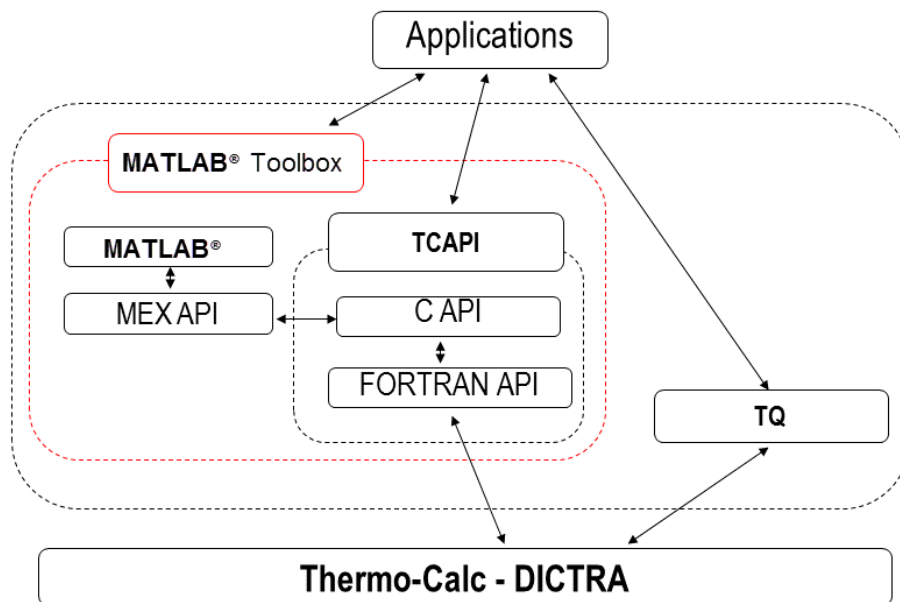 Applications
MATLAB® Toolbox
TCAPI
MATLAB®
MEX API
C API
FORTRAN API
TQ
Thermo-Calc - DICTRA